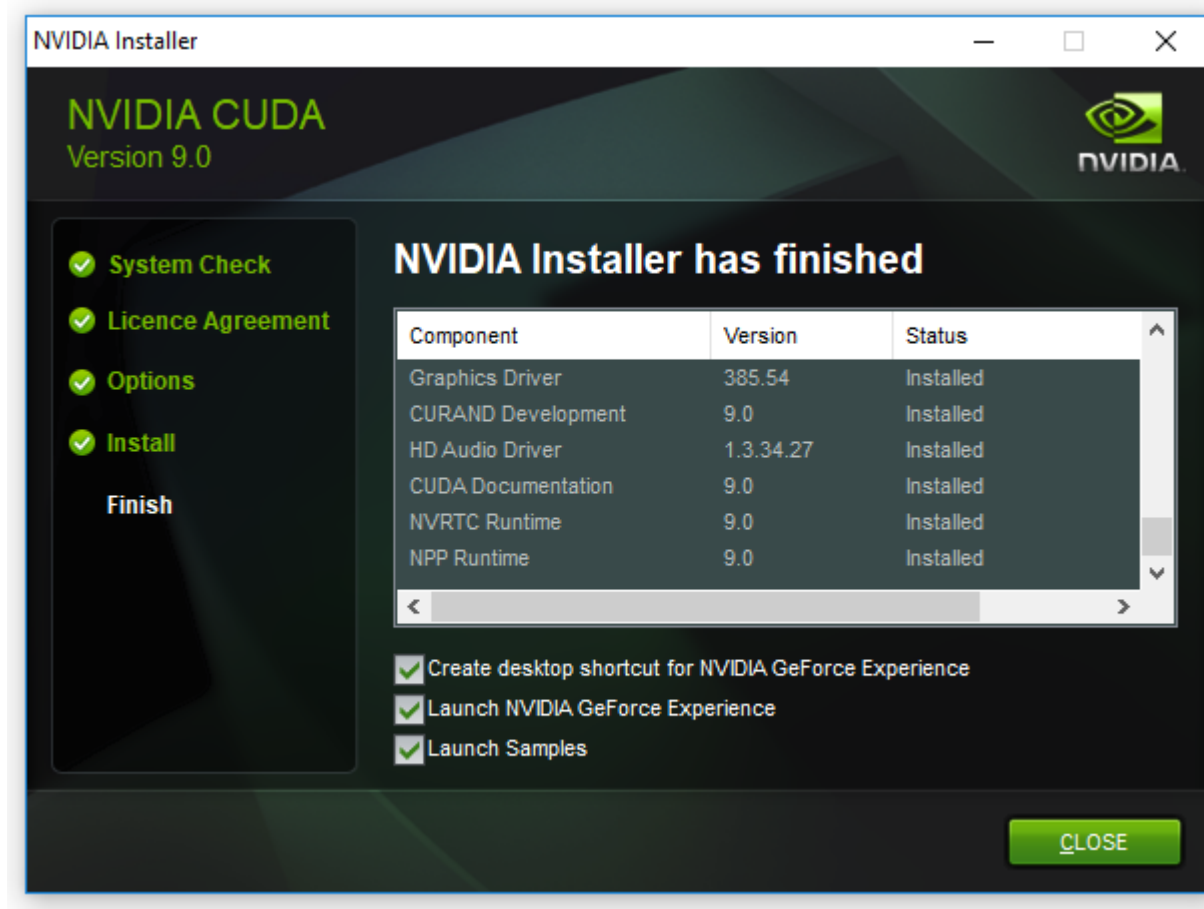 NVIDIA Installer
NVIDIA CUDA
Version 9.0
NVIDIA.
System Check
Licence Agreement
Options
Install
Finish
NVIDIA Installer has finished
Component Version Status
Graphics Driver 385.54 Installed
CURAND Development 9.0 Installed
HD Audio Driver 1.3.34.27 Installed
CUDA Documentation 9.0 Installed
NVRTC Runtime 9.0 Installed
NPP Runtime 9.0 Installed
Create desktop shortcut for NVIDIA GeForce Experience
Launch NVIDIA GeForce Experience
Launch Samples
CLOSE